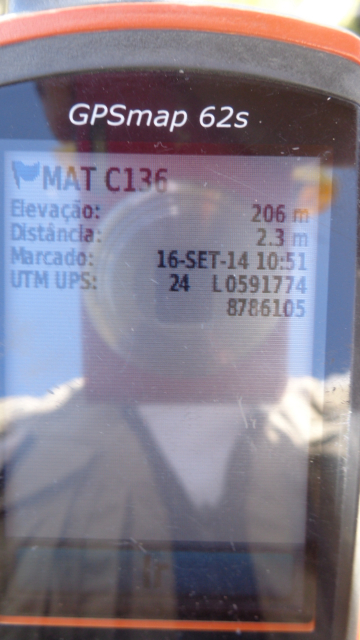 GPSmap 62s
MAT C136
Elevação: 206 m
Distância: 2.3 m
Marcado: 16-SET-14 10:51
UTM UPS: 24 L0591774
8786105